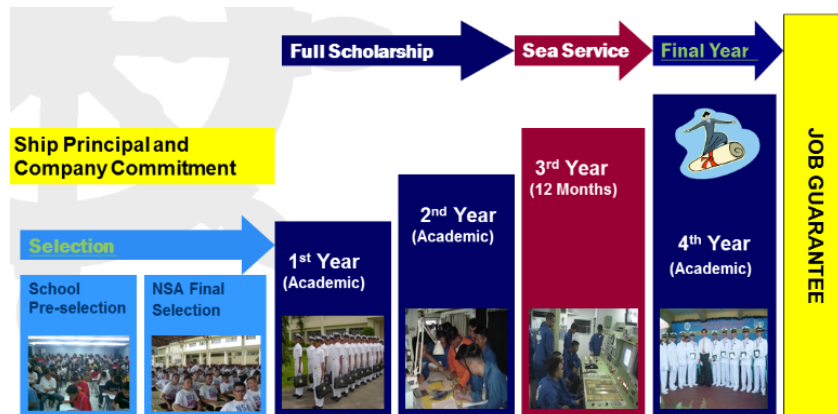 Full Scholarship
Sea Service
Final Year
Ship Principal and
Company Commitment
Selection
School
Pre-selection
NSA Final
Selection
1st Year
(Academic)
2nd Year
(Academic)
3rd Year
(12 Months)
4th Year
(Academic)
JOB GUARANTEE